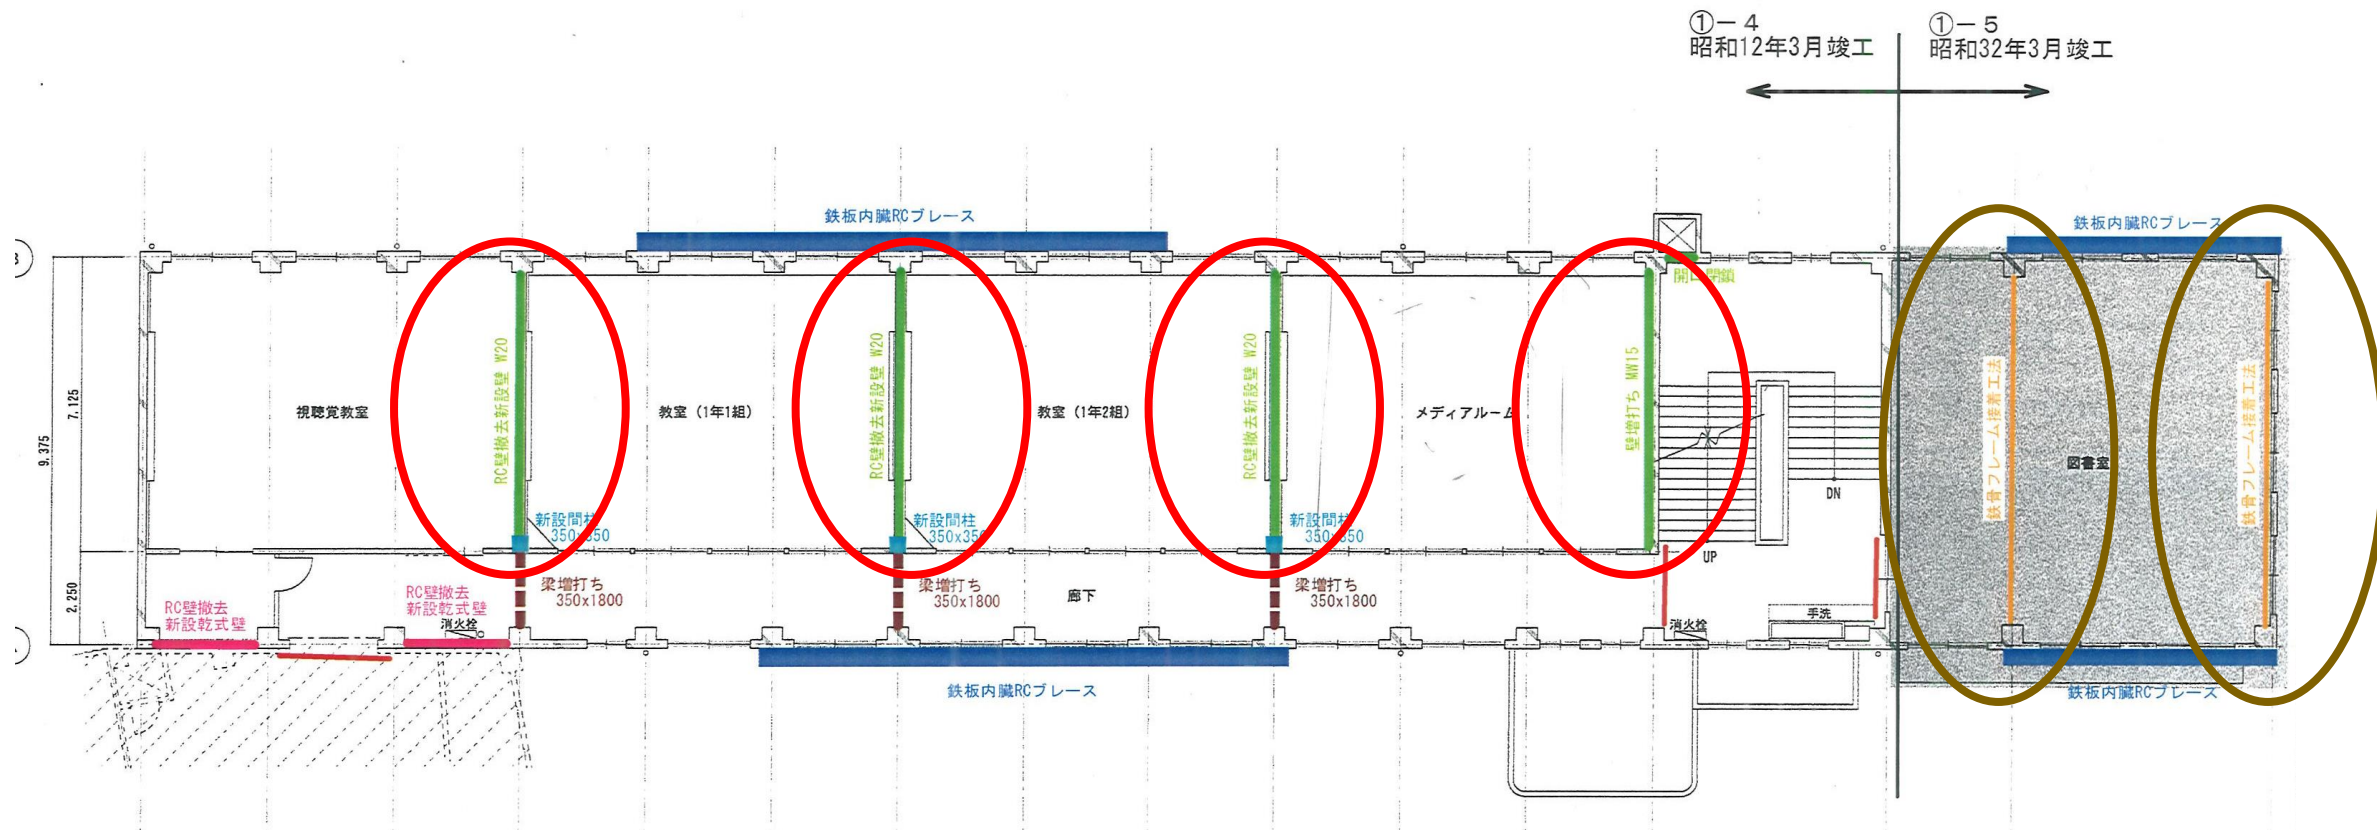 ①－4
昭和12年3月竣工
①－5
昭和32年3月竣工
鉄板内臓RCブレース
鉄板内臓RCブレース
開口閉鎖
RC壁撤去新設壁 W20
RC壁撤去新設壁 W20
RC壁撤去新設壁 W20
壁増打ち MW15
鉄骨フレーム接着工法
鉄骨フレーム接着工法
7,125
9,375
2,250
視聴覚教室
教室（1年1組）
教室（1年2組）
メディアルーム
図書室
DN
UP
新設間柱
350x350
新設間柱
350x350
新設間柱
350x350
梁増打ち
350x1800
梁増打ち
350x1800
梁増打ち
350x1800
廊下
RC壁撤去
新設乾式壁
RC壁撤去
新設乾式壁
消火栓
消火栓
手洗
鉄板内臓RCブレース
鉄板内臓RCブレース